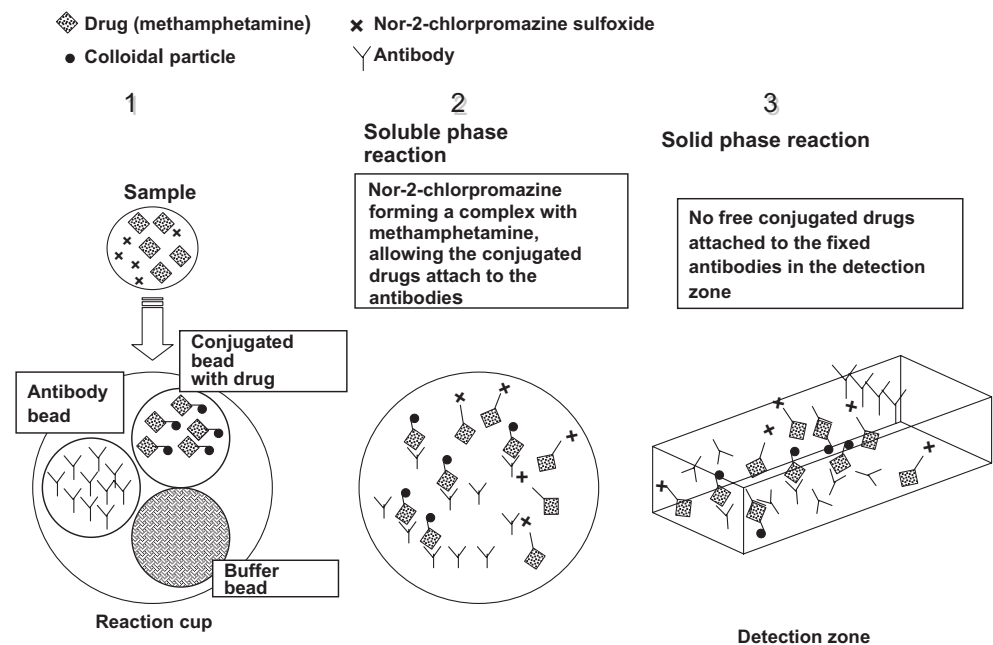 Drug (methamphetamine)
Nor-2-chlorpromazine sulfoxide
Colloidal particle
Antibody
1
2
3
Soluble phase
reaction
Solid phase reaction
Sample
Nor-2-chlorpromazine
forming a complex with
methamphetamine,
allowing the conjugated
drugs attach to the
antibodies
No free conjugated drugs
attached to the fixed
antibodies in the detection
zone
Conjugated
bead
with drug
Antibody
bead
Buffer
bead
Reaction cup
Detection zone